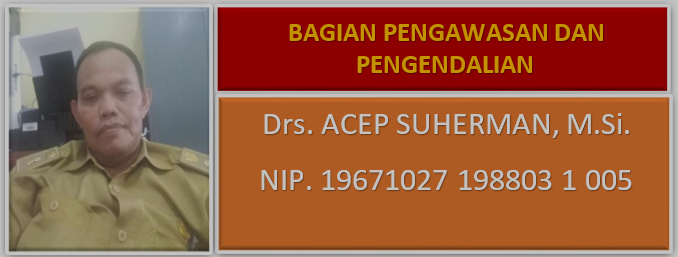 BAGIAN PENGAWASAN DAN
PENGENDALIAN
Drs. ACEP SUHERMAN, M.Si.
NIP. 19671027 198803 1 005